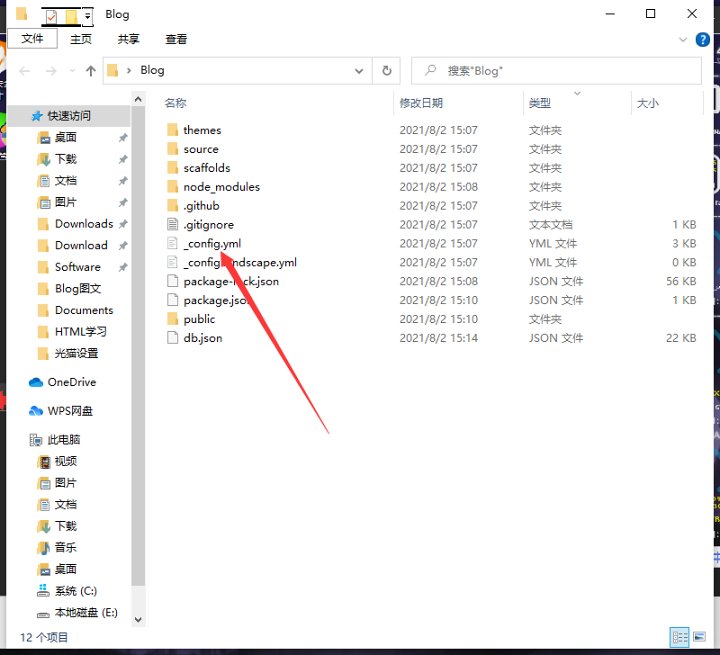 Blog
文件 主页 共享 查看
Blog 搜索"Blog"
名称 修改日期 类型 大小
快速访问
桌面
下载
文档
图片
Downloads
Download
Software
Blog图文
Documents
HTML学习
光猫设置
OneDrive
WPS网盘
此电脑
视频
图片
文档
下载
音乐
桌面
系统 (C:)
本地磁盘 (E:)
themes 2021/8/2 15:07 文件夹
source 2021/8/2 15:07 文件夹
scaffolds 2021/8/2 15:07 文件夹
node_modules 2021/8/2 15:08 文件夹
.github 2021/8/2 15:07 文件夹
.gitignore 2021/8/2 15:07 文本文档 1 KB
_config.yml 2021/8/2 15:07 YML 文件 3 KB
_config.landscape.yml 2021/8/2 15:07 YML 文件 0 KB
package-lock.json 2021/8/2 15:08 JSON 文件 56 KB
package.json 2021/8/2 15:10 JSON 文件 1 KB
public 2021/8/2 15:10 文件夹
db.json 2021/8/2 15:14 JSON 文件 22 KB
12 个项目